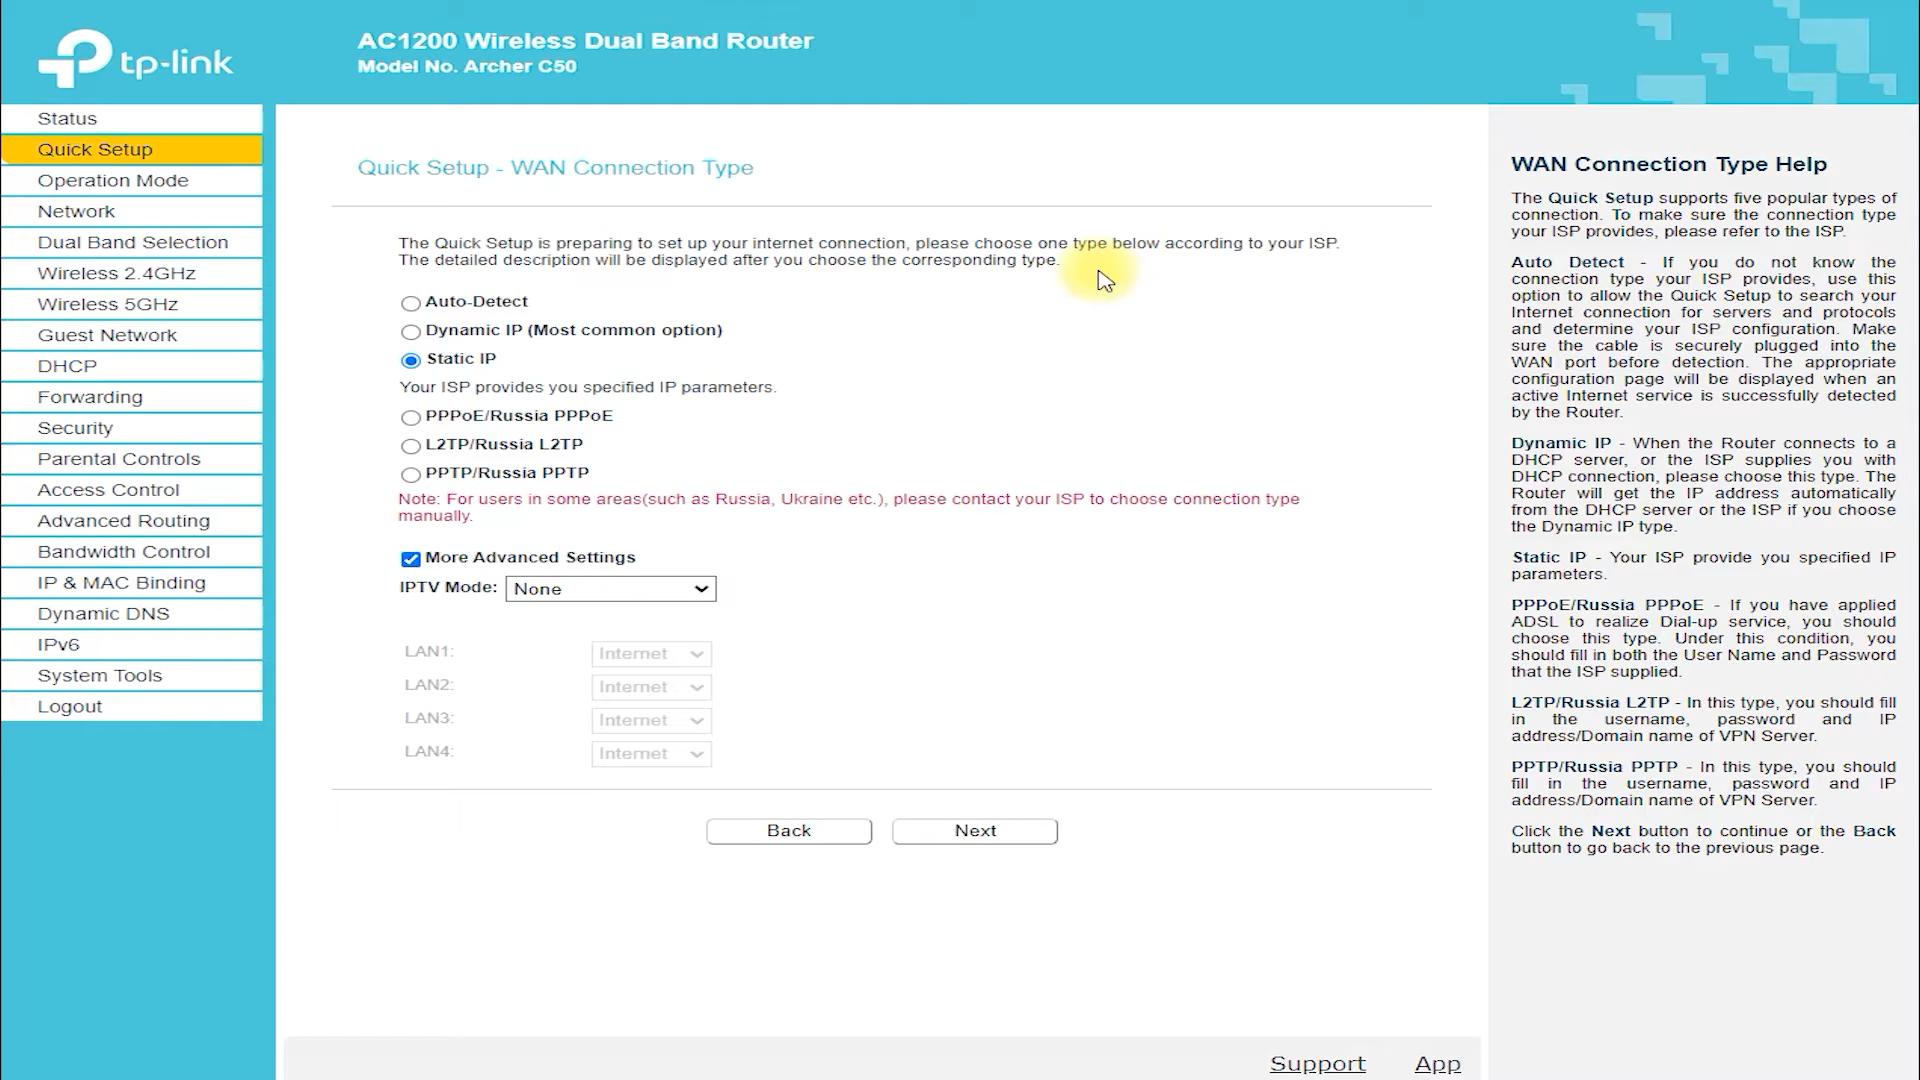 tp-link
AC1200 Wireless Dual Band Router
Model No. Archer C50
Status
Quick Setup
Operation Mode
Network
Dual Band Selection
Wireless 2.4GHz
Wireless 5GHz
Guest Network
DHCP
Forwarding
Security
Parental Controls
Access Control
Advanced Routing
Bandwidth Control
IP & MAC Binding
Dynamic DNS
IPv6
System Tools
Logout
Quick Setup - WAN Connection Type
The Quick Setup is preparing to set up your internet connection, please choose one type below according to your ISP.
The detailed description will be displayed after you choose the corresponding type.
Auto-Detect
Dynamic IP (Most common option)
Static IP
Your ISP provides you specified IP parameters.
PPPoE/Russia PPPoE
L2TP/Russia L2TP
PPTP/Russia PPTP
Note: For users in some areas(such as Russia, Ukraine etc.), please contact your ISP to choose connection type
manually.
More Advanced Settings
IPTV Mode: None
LAN1: Internet
LAN2: Internet
LAN3: Internet
LAN4: Internet
Back Next
Support App
WAN Connection Type Help
The Quick Setup supports five popular types of
connection. To make sure the connection type
your ISP provides, please refer to the ISP.
Auto Detect - If you do not know the
connection type your ISP provides, use this
option to allow the Quick Setup to search your
Internet connection for servers and protocols
and determine your ISP configuration. Make
sure the cable is securely plugged into the
WAN port before detection. The appropriate
configuration page will be displayed when an
active Internet service is successfully detected
by the Router.
Dynamic IP - When the Router connects to a
DHCP server, or the ISP supplies you with
DHCP connection, please choose this type. The
Router will get the IP address automatically
from the DHCP server or the ISP if you choose
the Dynamic IP type.
Static IP - Your ISP provide you specified IP
parameters.
PPPoE/Russia PPPoE - If you have applied
ADSL to realize Dial-up service, you should
choose this type. Under this condition, you
should fill in both the User Name and Password
that the ISP supplied.
L2TP/Russia L2TP - In this type, you should fill
in the username, password and IP
address/Domain name of VPN Server.
PPTP/Russia PPTP - In this type, you should
fill in the username, password and IP
address/Domain name of VPN Server.
Click the Next button to continue or the Back
button to go back to the previous page.